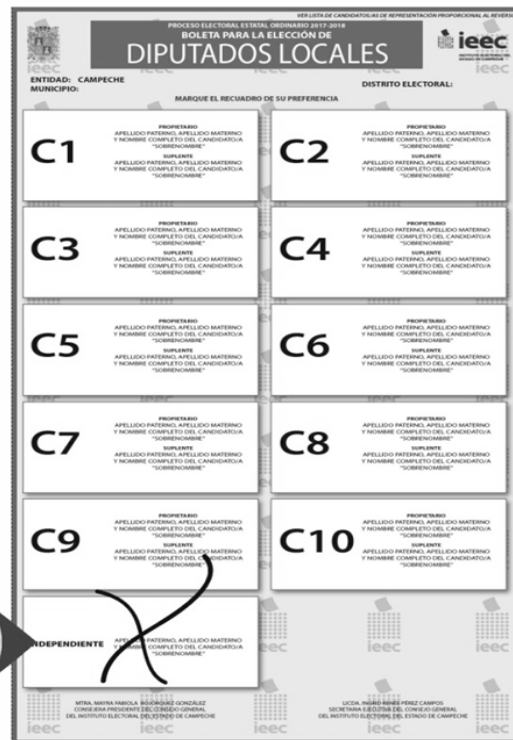 VER LISTA DE CANDIDATOS/AS DE REPRESENTACIÓN PROPORCIONAL AL REVERSO
PROCESO ELECTORAL ESTATAL ORDINARIO 2017-2018
BOLETA PARA LA ELECCIÓN DE
DIPUTADOS LOCALES
ieec
INSTITUTO ELECTORAL DEL
ESTADO DE CAMPECHE
ENTIDAD: CAMPECHE
MUNICIPIO:
DISTRITO ELECTORAL:
MARQUE EL RECUADRO DE SU PREFERENCIA
C1
PROPIETARIO
APELLIDO PATERNO, APELLIDO MATERNO
Y NOMBRE COMPLETO DEL CANDIDATO/A
"SOBRENOMBRE"
SUPLENTE
APELLIDO PATERNO, APELLIDO MATERNO
Y NOMBRE COMPLETO DEL CANDIDATO/A
"SOBRENOMBRE"
C2
PROPIETARIO
APELLIDO PATERNO, APELLIDO MATERNO
Y NOMBRE COMPLETO DEL CANDIDATO/A
"SOBRENOMBRE"
SUPLENTE
APELLIDO PATERNO, APELLIDO MATERNO
Y NOMBRE COMPLETO DEL CANDIDATO/A
"SOBRENOMBRE"
C3
PROPIETARIO
APELLIDO PATERNO, APELLIDO MATERNO
Y NOMBRE COMPLETO DEL CANDIDATO/A
"SOBRENOMBRE"
SUPLENTE
APELLIDO PATERNO, APELLIDO MATERNO
Y NOMBRE COMPLETO DEL CANDIDATO/A
"SOBRENOMBRE"
C4
PROPIETARIO
APELLIDO PATERNO, APELLIDO MATERNO
Y NOMBRE COMPLETO DEL CANDIDATO/A
"SOBRENOMBRE"
SUPLENTE
APELLIDO PATERNO, APELLIDO MATERNO
Y NOMBRE COMPLETO DEL CANDIDATO/A
"SOBRENOMBRE"
C5
PROPIETARIO
APELLIDO PATERNO, APELLIDO MATERNO
Y NOMBRE COMPLETO DEL CANDIDATO/A
"SOBRENOMBRE"
SUPLENTE
APELLIDO PATERNO, APELLIDO MATERNO
Y NOMBRE COMPLETO DEL CANDIDATO/A
"SOBRENOMBRE"
C6
PROPIETARIO
APELLIDO PATERNO, APELLIDO MATERNO
Y NOMBRE COMPLETO DEL CANDIDATO/A
"SOBRENOMBRE"
SUPLENTE
APELLIDO PATERNO, APELLIDO MATERNO
Y NOMBRE COMPLETO DEL CANDIDATO/A
"SOBRENOMBRE"
C7
PROPIETARIO
APELLIDO PATERNO, APELLIDO MATERNO
Y NOMBRE COMPLETO DEL CANDIDATO/A
"SOBRENOMBRE"
SUPLENTE
APELLIDO PATERNO, APELLIDO MATERNO
Y NOMBRE COMPLETO DEL CANDIDATO/A
"SOBRENOMBRE"
C8
PROPIETARIO
APELLIDO PATERNO, APELLIDO MATERNO
Y NOMBRE COMPLETO DEL CANDIDATO/A
"SOBRENOMBRE"
SUPLENTE
APELLIDO PATERNO, APELLIDO MATERNO
Y NOMBRE COMPLETO DEL CANDIDATO/A
"SOBRENOMBRE"
C9
PROPIETARIO
APELLIDO PATERNO, APELLIDO MATERNO
Y NOMBRE COMPLETO DEL CANDIDATO/A
"SOBRENOMBRE"
SUPLENTE
APELLIDO PATERNO, APELLIDO MATERNO
Y NOMBRE COMPLETO DEL CANDIDATO/A
"SOBRENOMBRE"
C10
PROPIETARIO
APELLIDO PATERNO, APELLIDO MATERNO
Y NOMBRE COMPLETO DEL CANDIDATO/A
"SOBRENOMBRE"
SUPLENTE
APELLIDO PATERNO, APELLIDO MATERNO
Y NOMBRE COMPLETO DEL CANDIDATO/A
"SOBRENOMBRE"
NDEPENDIENTE
APELLIDO PATERNO, APELLIDO MATERNO
Y NOMBRE COMPLETO DEL CANDIDATO/A
"SOBRENOMBRE"
MTRA. MAYRA FABIOLA BOJÓRQUEZ GONZÁLEZ
CONSEJERA PRESIDENTE DEL CONSEJO GENERAL
DEL INSTITUTO ELECTORAL DEL ESTADO DE CAMPECHE
LICDA. INGRID RENÉE PÉREZ CAMPOS
SECRETARIA EJECUTIVA DEL CONSEJO GENERAL
DEL INSTITUTO ELECTORAL DEL ESTADO DE CAMPECHE